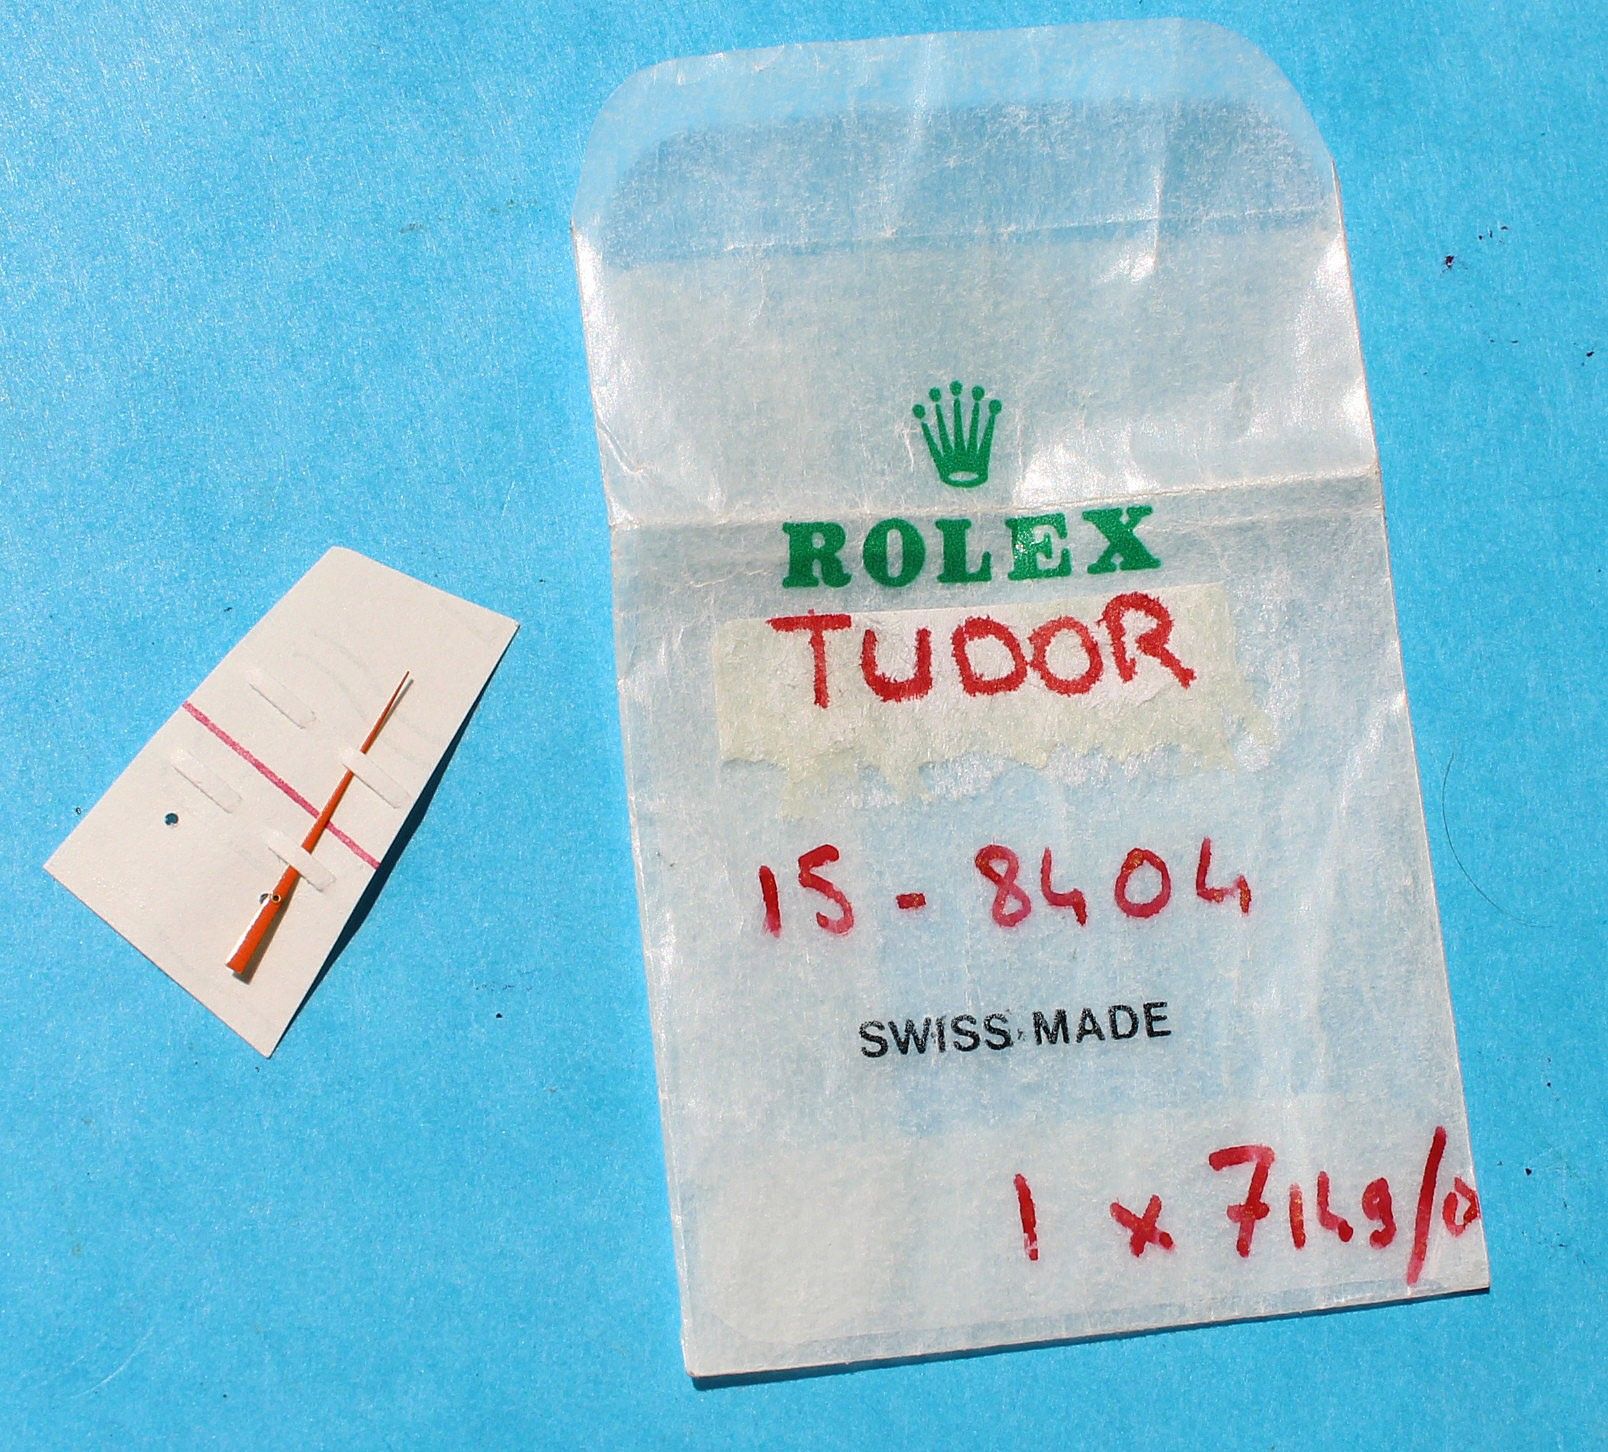 ROLEX
TUDOR
15-8404
SWISS MADE
1 x 7149/0